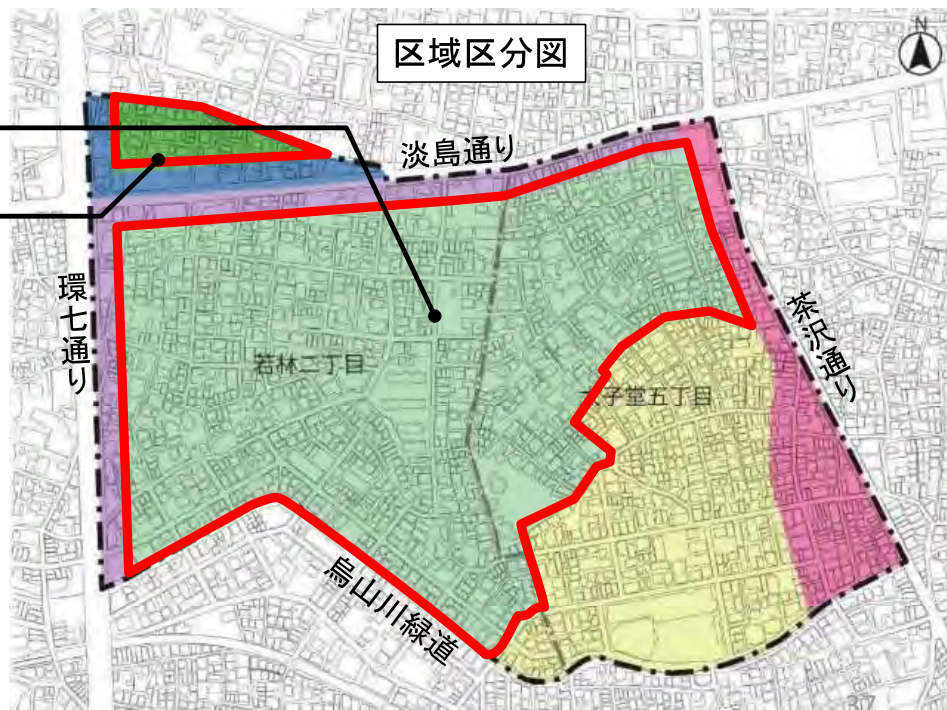 区域区分図
N
淡島通り
環七通り
茶沢通り
若林二丁目
太子堂五丁目
烏山川緑道